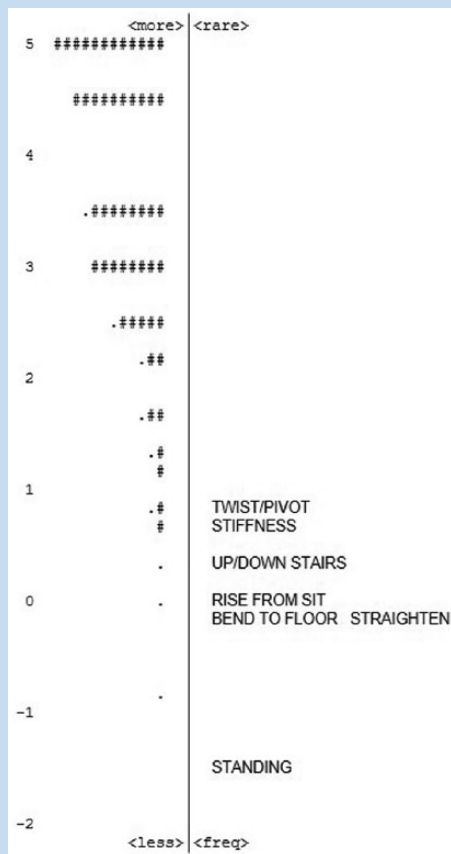 <more>|<rare>
5 ############
##########
4
.########
3 ########
.#####
.##
2
.##
.#
#
1
.# TWIST/PIVOT
# STIFFNESS
. UP/DOWN STAIRS
0 . RISE FROM SIT
BEND TO FLOOR STRAIGHTEN
.
-1
STANDING
-2
<less>|<freq>